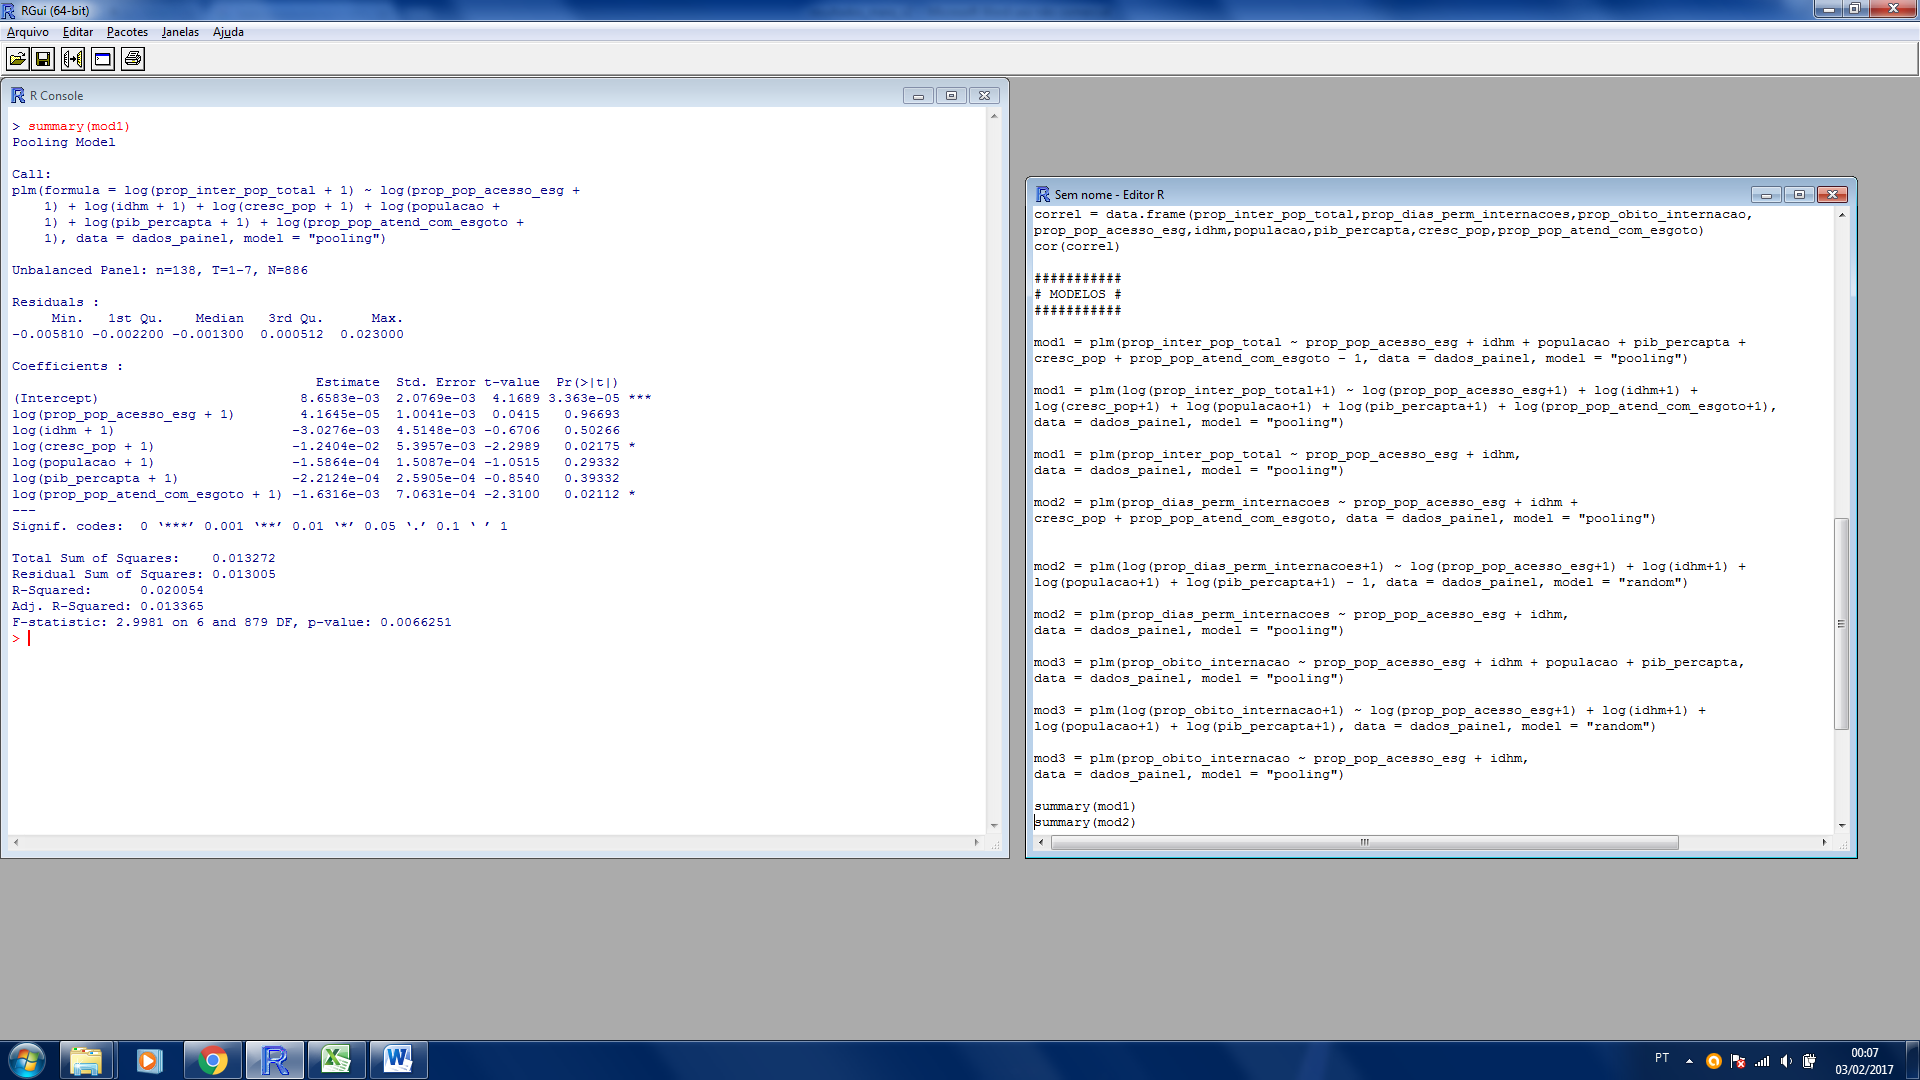 RGui (64-bit)
Arquivo Editar Pacotes Janelas Ajuda
R Console
> summary(mod1)
Pooling Model
Call:
plm(formula = log(prop_inter_pop_total + 1) ~ log(prop_pop_acesso_esg +
    1) + log(idhm + 1) + log(cresc_pop + 1) + log(populacao +
    1) + log(pib_percapta + 1) + log(prop_pop_atend_com_esgoto +
    1), data = dados_painel, model = "pooling")
Unbalanced Panel: n=138, T=1-7, N=886
Residuals :
     Min.   1st Qu.    Median   3rd Qu.      Max.
-0.005810 -0.002200 -0.001300  0.000512  0.023000
Coefficients :
                                      Estimate  Std. Error t-value  Pr(>|t|)
(Intercept)                         8.6583e-03  2.0769e-03  4.1689 3.363e-05 ***
log(prop_pop_acesso_esg + 1)        4.1645e-05  1.0041e-03  0.0415   0.96693
log(idhm + 1)                      -3.0276e-03  4.5148e-03 -0.6706   0.50266
log(cresc_pop + 1)                 -1.2404e-02  5.3957e-03 -2.2989   0.02175 *
log(populacao + 1)                 -1.5864e-04  1.5087e-04 -1.0515   0.29332
log(pib_percapta + 1)              -2.2124e-04  2.5905e-04 -0.8540   0.39332
log(prop_pop_atend_com_esgoto + 1) -1.6316e-03  7.0631e-04 -2.3100   0.02112 *
---
Signif. codes:  0 ‘***’ 0.001 ‘**’ 0.01 ‘*’ 0.05 ‘.’ 0.1 ‘ ’ 1
Total Sum of Squares:    0.013272
Residual Sum of Squares: 0.013005
R-Squared:      0.020054
Adj. R-Squared: 0.013365
F-statistic: 2.9981 on 6 and 879 DF, p-value: 0.0066251
>
Sem nome - Editor R
correl = data.frame(prop_inter_pop_total,prop_dias_perm_internacoes,prop_obito_internacao,
prop_pop_acesso_esg,idhm,populacao,pib_percapta,cresc_pop,prop_pop_atend_com_esgoto)
cor(correl)
###########
# MODELOS #
###########
mod1 = plm(prop_inter_pop_total ~ prop_pop_acesso_esg + idhm + populacao + pib_percapta +
cresc_pop + prop_pop_atend_com_esgoto - 1, data = dados_painel, model = "pooling")
mod1 = plm(log(prop_inter_pop_total+1) ~ log(prop_pop_acesso_esg+1) + log(idhm+1) +
log(cresc_pop+1) + log(populacao+1) + log(pib_percapta+1) + log(prop_pop_atend_com_esgoto+1),
data = dados_painel, model = "pooling")
mod1 = plm(prop_inter_pop_total ~ prop_pop_acesso_esg + idhm,
data = dados_painel, model = "pooling")
mod2 = plm(prop_dias_perm_internacoes ~ prop_pop_acesso_esg + idhm +
cresc_pop + prop_pop_atend_com_esgoto, data = dados_painel, model = "pooling")
mod2 = plm(log(prop_dias_perm_internacoes+1) ~ log(prop_pop_acesso_esg+1) + log(idhm+1) +
log(populacao+1) + log(pib_percapta+1) - 1, data = dados_painel, model = "random")
mod2 = plm(prop_dias_perm_internacoes ~ prop_pop_acesso_esg + idhm,
data = dados_painel, model = "pooling")
mod3 = plm(prop_obito_internacao ~ prop_pop_acesso_esg + idhm + populacao + pib_percapta,
data = dados_painel, model = "pooling")
mod3 = plm(log(prop_obito_internacao+1) ~ log(prop_pop_acesso_esg+1) + log(idhm+1) +
log(populacao+1) + log(pib_percapta+1), data = dados_painel, model = "random")
mod3 = plm(prop_obito_internacao ~ prop_pop_acesso_esg + idhm,
data = dados_painel, model = "pooling")
summary(mod1)
summary(mod2)
PT
00:07
03/02/2017